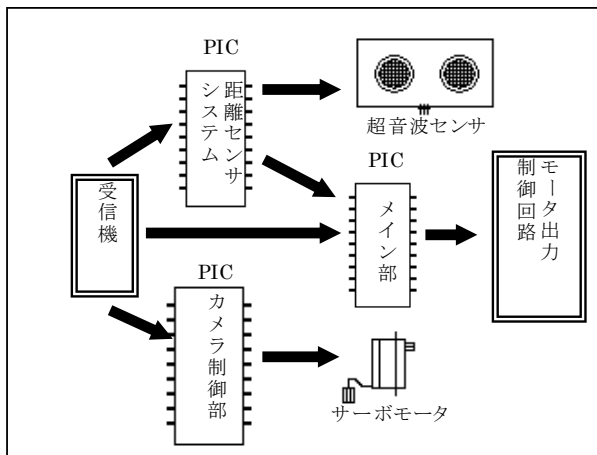 PIC
距離センサ
システム
超音波センサ
PIC
受信機
メイン部
モータ出力
制御回路
PIC
カメラ制御部
サーボモータ